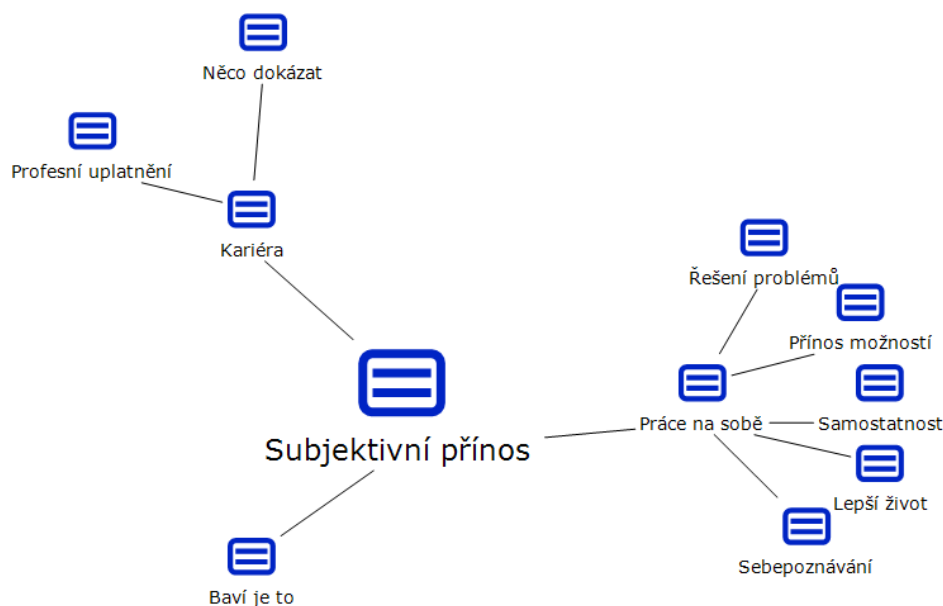 Něco dokázat
Profesní uplatnění
Kariéra
Řešení problémů
Přínos možností
Práce na sobě
Samostatnost
Subjektivní přínos
Lepší život
Sebepoznávání
Baví je to